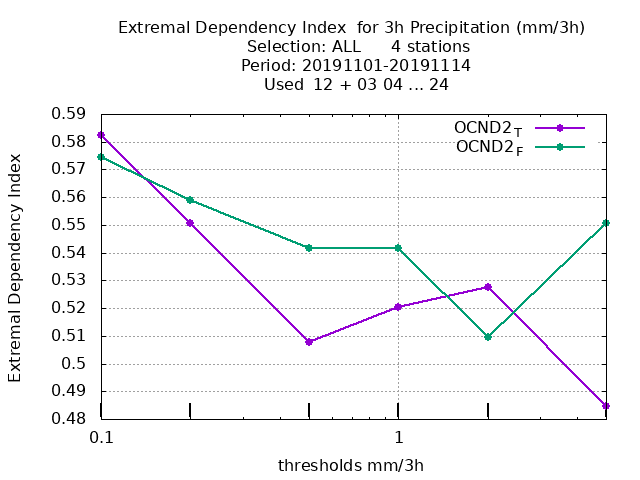 Extremal Dependency Index  for 3h Precipitation (mm/3h)
Selection: ALL      4 stations
Period: 20191101-20191114
Used  12 + 03 04 ... 24
OCND2T
OCND2F
Extremal Dependency Index
0.59
0.58
0.57
0.56
0.55
0.54
0.53
0.52
0.51
0.5
0.49
0.48
0.1
1
thresholds mm/3h